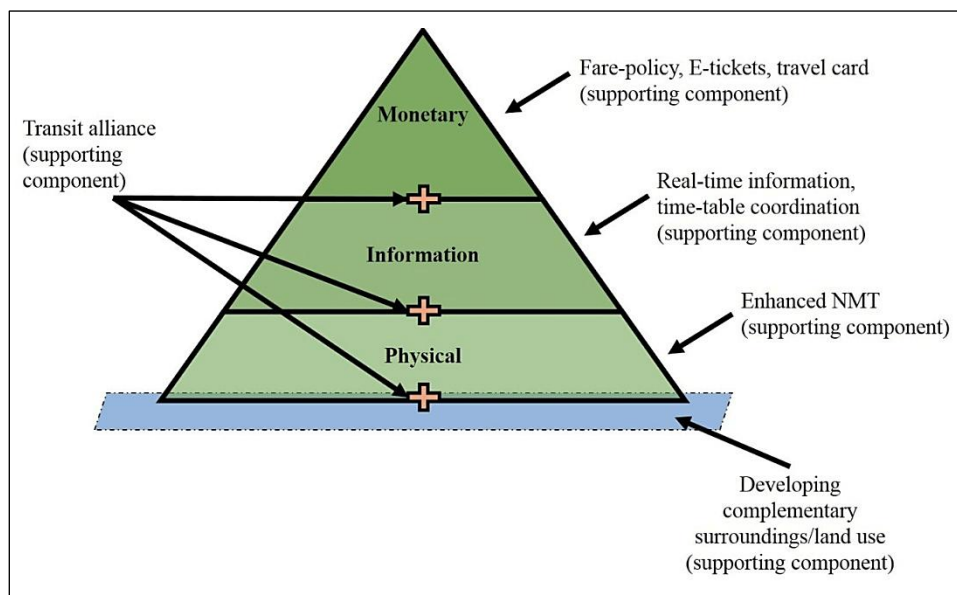 Fare-policy, E-tickets, travel card
(supporting component)
Monetary
Transit alliance
(supporting
component)
Real-time information,
time-table coordination
(supporting component)
Information
Enhanced NMT
(supporting component)
Physical
Developing
complementary
surroundings/land use
(supporting component)